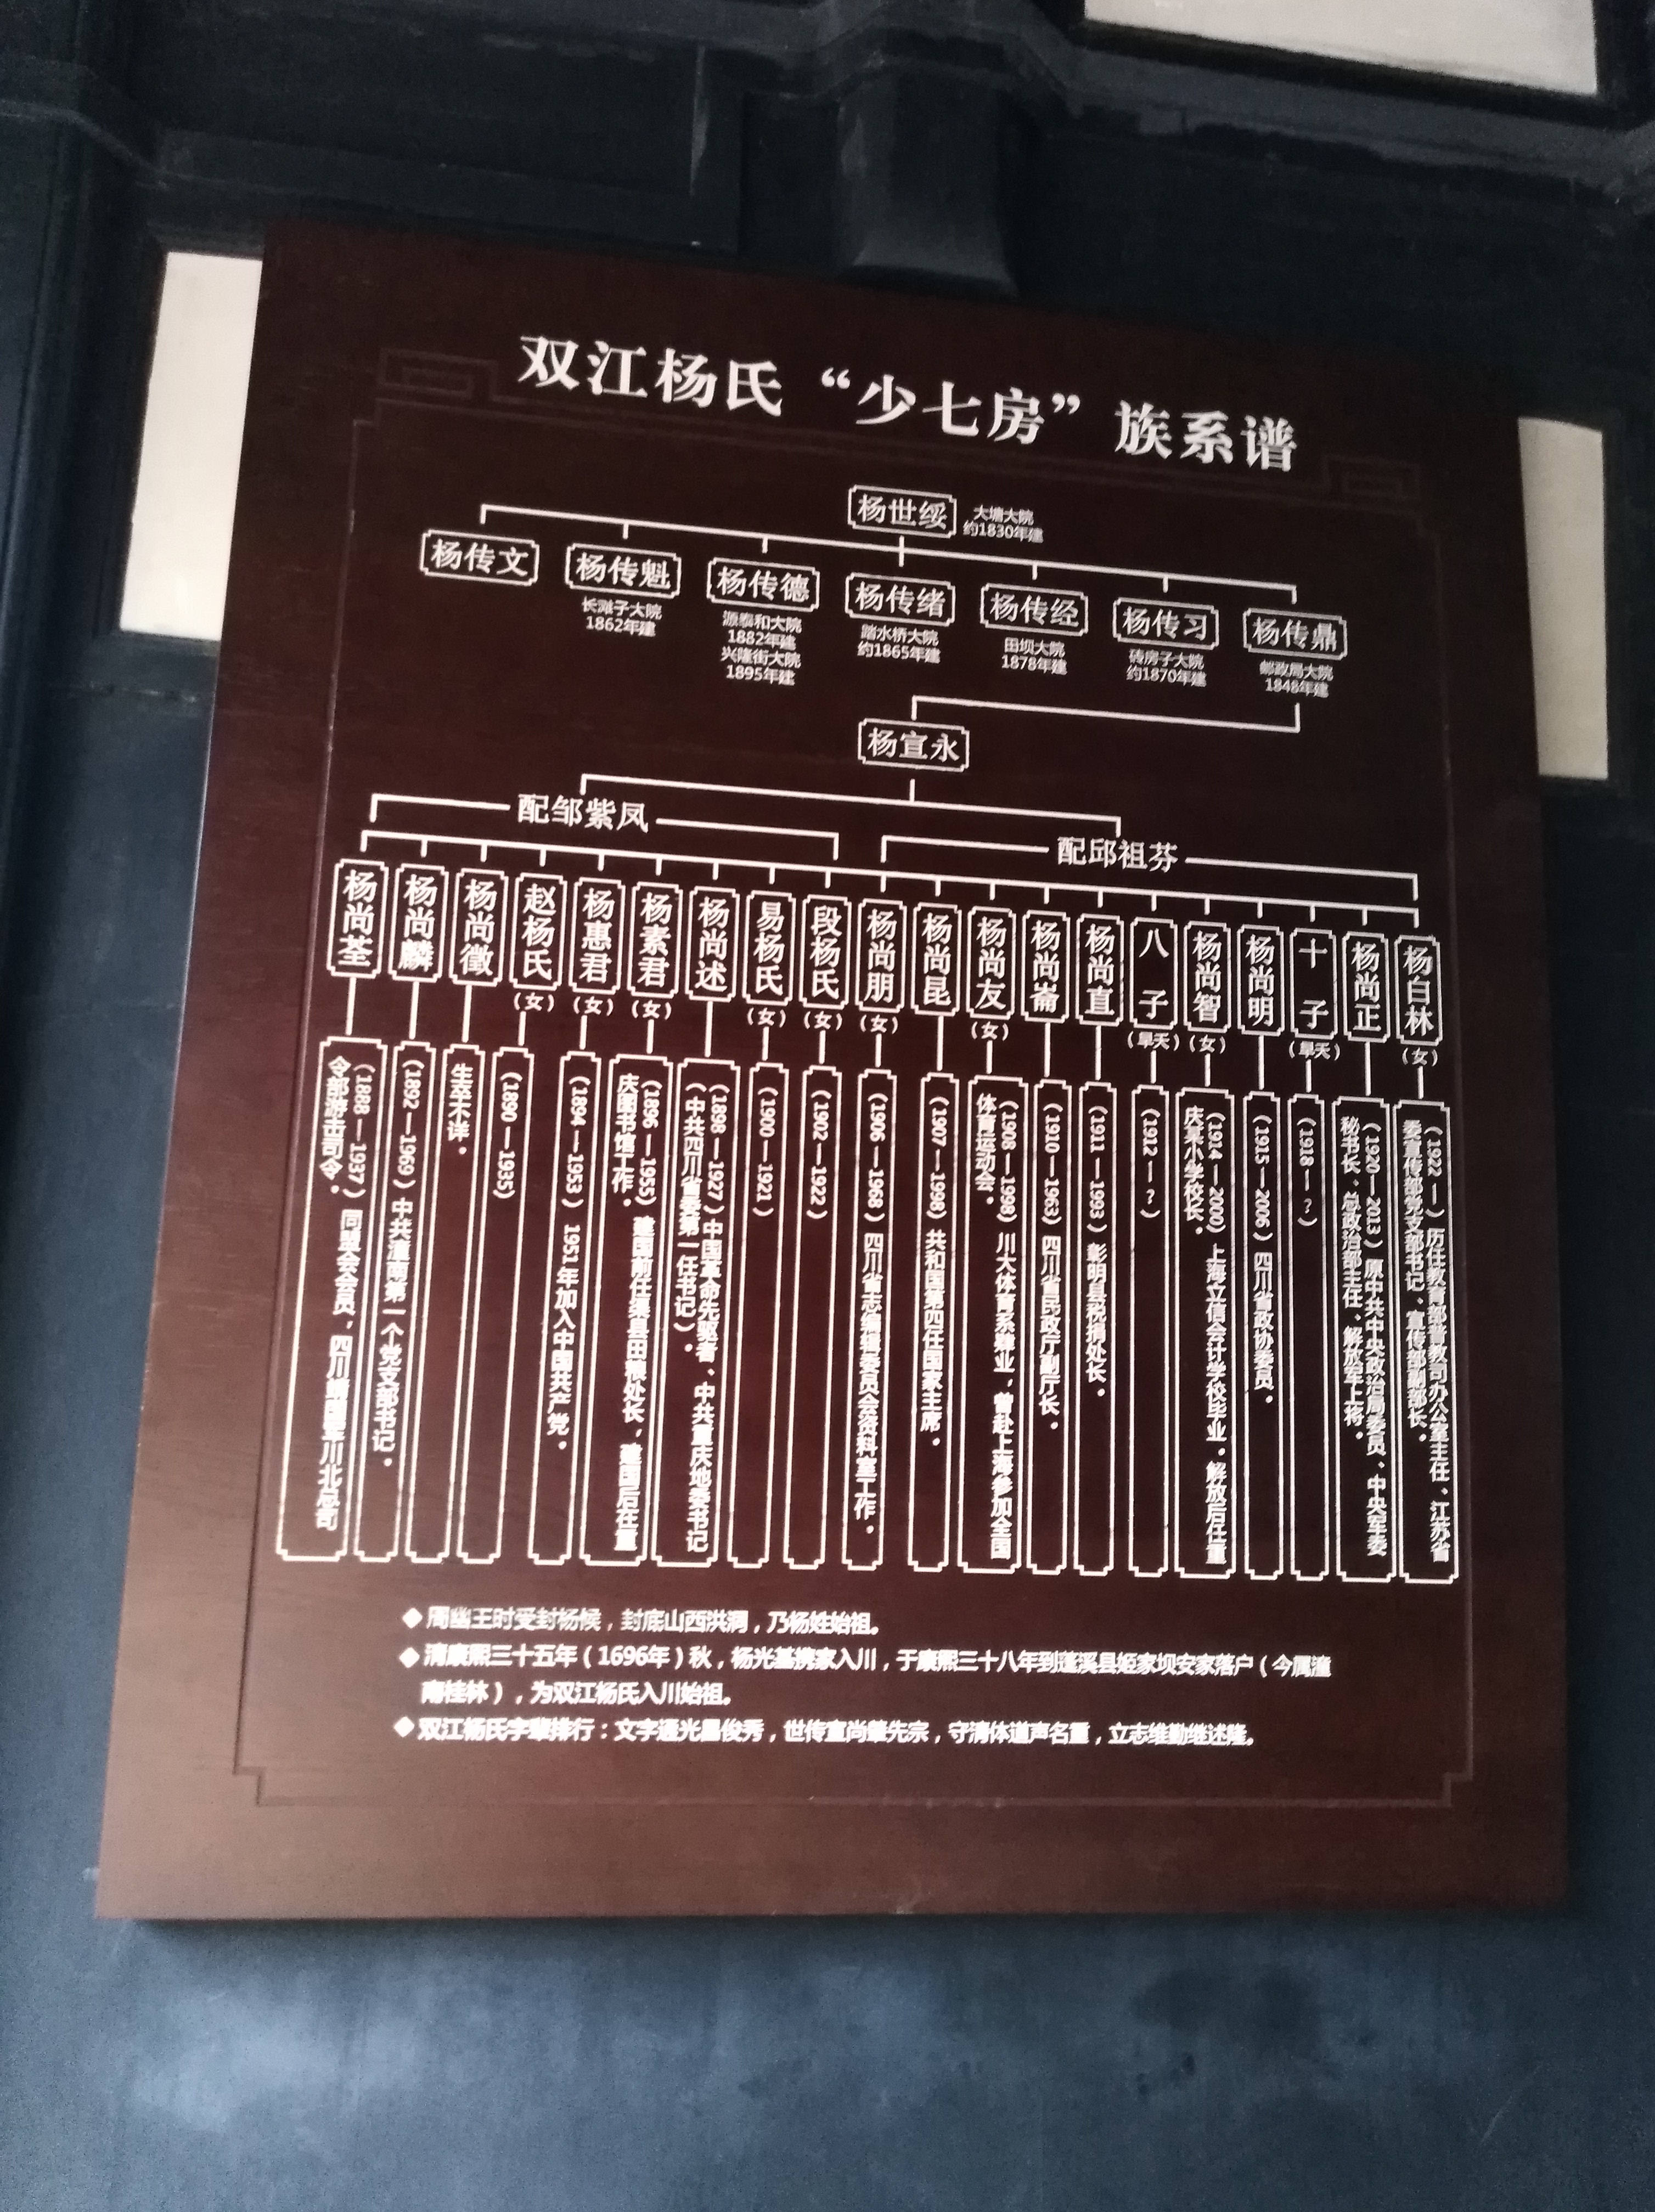 双江杨氏“少七房”族系谱
杨世绥
大塘大院
约1830年建
杨传文
杨传魁
长滩子大院
1862年建
杨传德
源泰和大院
1882年建
兴隆街大院
1895年建
杨传绪
踏水桥大院
约1865年建
杨传经
田坝大院
1878年建
杨传习
砖房子大院
约1870年建
杨传鼎
邮政局大院
1848年建
杨宣永
配邹紫凤
配邱祖芬
杨尚荃
杨尚麟
杨尚徵
赵杨氏
(女)
杨惠君
(女)
杨素君
(女)
杨尚述
易杨氏
(女)
段杨氏
(女)
杨尚朋
(女)
杨尚昆
杨尚友
(女)
杨尚崙
杨尚直
八子
(早夭)
杨尚智
(女)
杨尚明
十子
(早夭)
杨尚正
杨白林
(女)
(1888—1937)同盟会会员,四川靖国军川北总司
令部游击司令。
(1892—1969)中共潼南第一个党支部书记。
生卒不详。
(1890—1935)
(1894—1953)1951年加入中国共产党。
(1896—1955)建国前任渠县田粮处长,建国后在重
庆图书馆工作。
(1898—1927)中国革命先驱者、中共重庆地委书记
(中共四川省委第一任书记)。
(1900—1921)
(1902—1922)
(1906—1968)四川省志编辑委员会资料室工作。
(1907—1998)共和国第四任国家主席。
(1908—1998)川大体育系肄业,曾赴上海参加全国
体育运动会。
(1910—1963)四川省民政厅副厅长。
(1911—1993)彰明县税捐处长。
(1912—?)
(1914—2000)上海立信会计学校毕业。解放后任重
庆某小学校长。
(1915—2006)四川省政协委员。
(1918—?)
(1920—2013)原中共中央政治局委员、中央军委
秘书长、总政治部主任、解放军上将。
(1922—)历任教育部普教司办公室主任、江苏省
委宣传部党支部书记、宣传部副部长。
◆周幽王时受封杨候,封底山西洪洞,乃杨姓始祖。
◆清康熙三十五年(1696年)秋,杨光基携家入川,于康熙三十八年到蓬溪县姬家坝安家落户(今属潼
南桂林),为双江杨氏入川始祖。
◆双江杨氏字辈排行:文字通光昌俊秀,世传宣尚肇先宗,守清体道声名重,立志维勤继述隆。